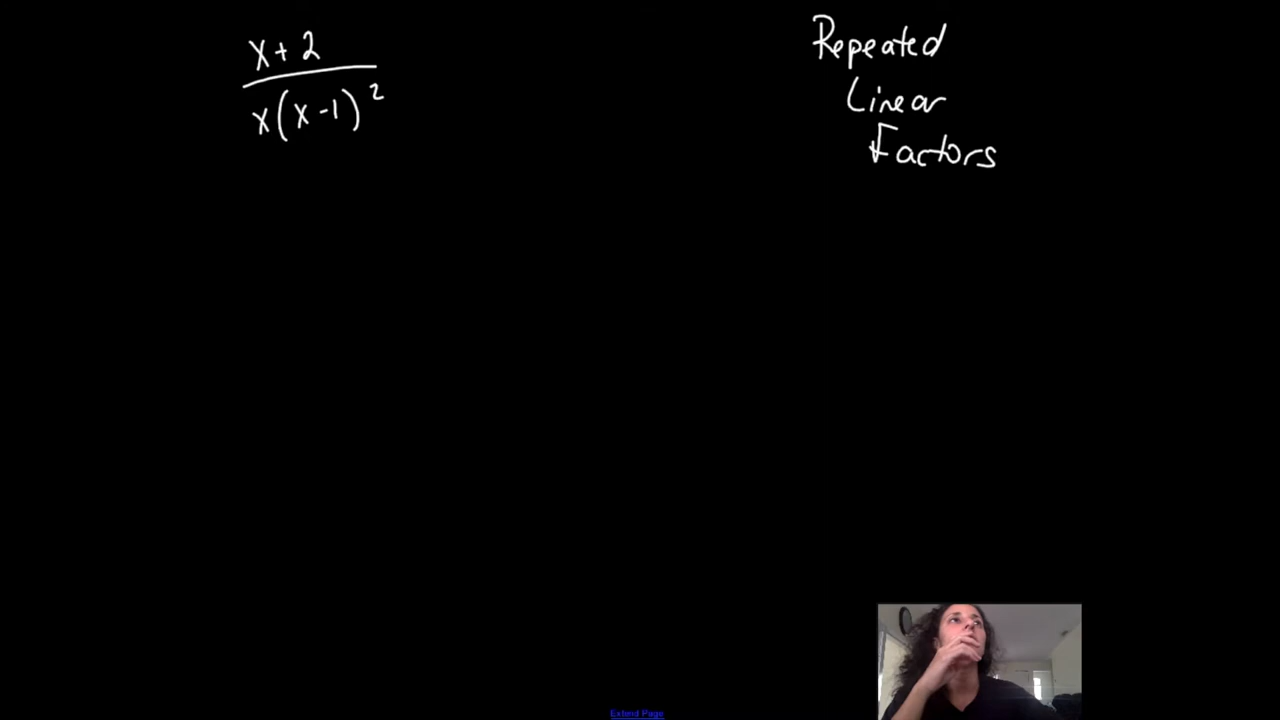 x + 2
x(x - 1)²
Repeated
Linear
Factors
Extend Page